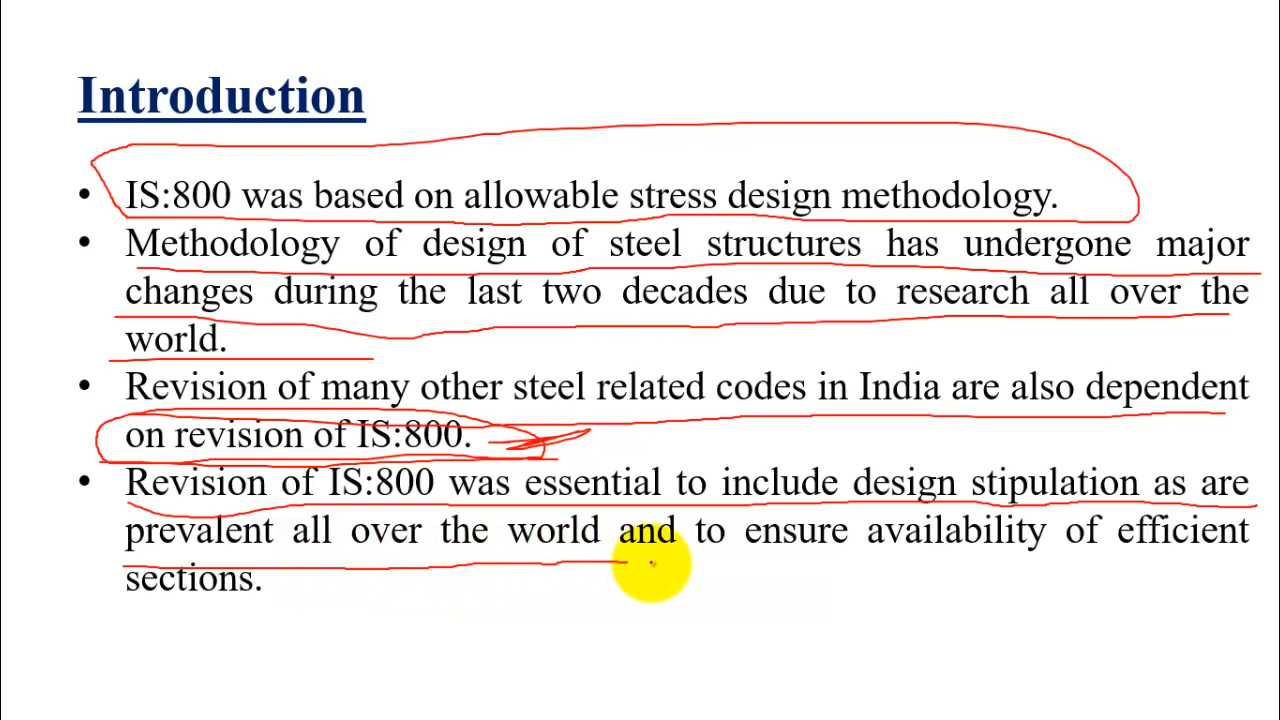 Introduction
• IS:800 was based on allowable stress design methodology.
• Methodology of design of steel structures has undergone major
changes during the last two decades due to research all over the
world.
• Revision of many other steel related codes in India are also dependent
on revision of IS:800.
• Revision of IS:800 was essential to include design stipulation as are
prevalent all over the world and to ensure availability of efficient
sections.